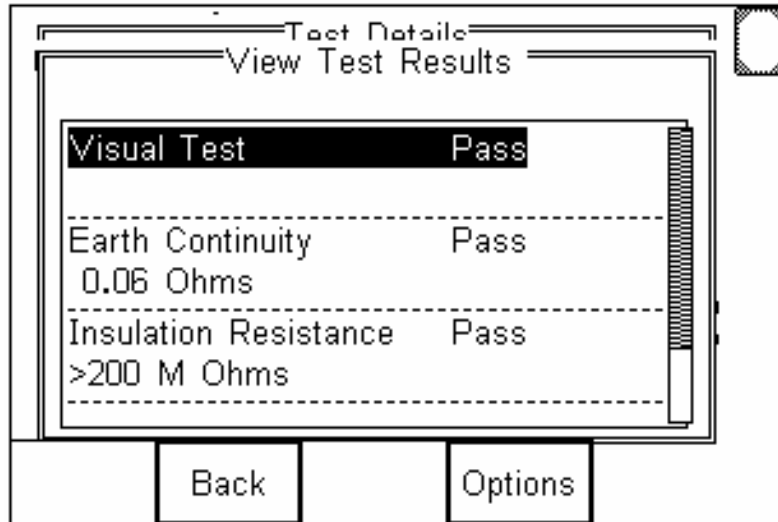 Test Details
View Test Results
Visual Test Pass
Earth Continuity Pass
0.06 Ohms
Insulation Resistance Pass
>200 M Ohms
Back Options